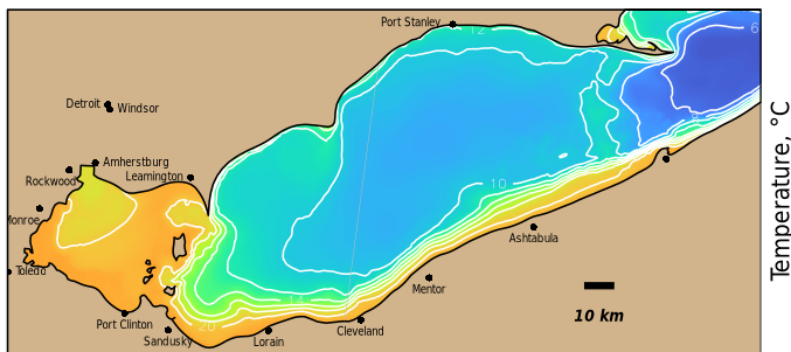 Port Stanley
12
6
Detroit
Windsor
Temperature, °C
Amherstburg
Rockwood
Leamington
8
10
Monroe
Ashtabula
Toledo
Mentor
14
10 km
Port Clinton
20
Sandusky
Lorain
Cleveland